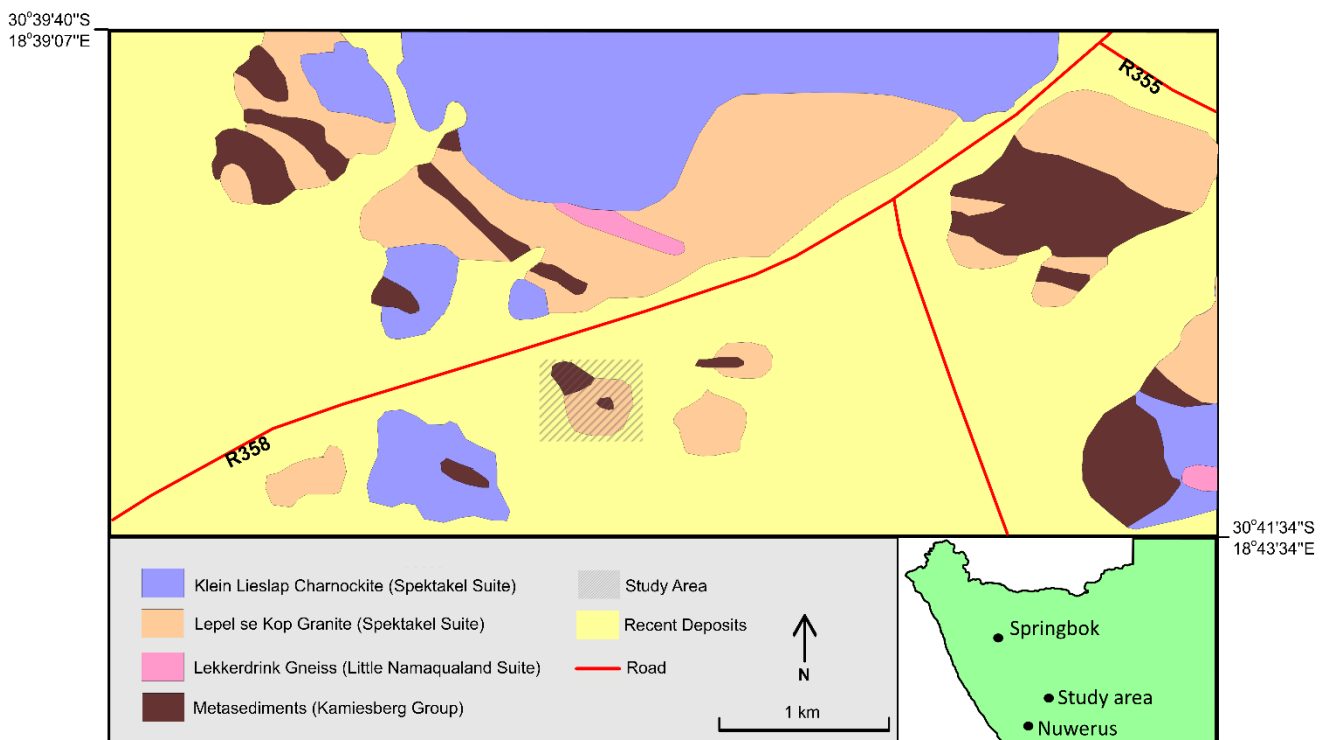 30°39'40"S
18°39'07"E
R355
R358
30°41'34"S
18°43'34"E
Klein Lieslap Charnockite (Spektakel Suite)
Lepel se Kop Granite (Spektakel Suite)
Lekkerdrink Gneiss (Little Namaqualand Suite)
Metasediments (Kamiesberg Group)
Study Area
Recent Deposits
Road
N
1 km
Springbok
Study area
Nuwerus